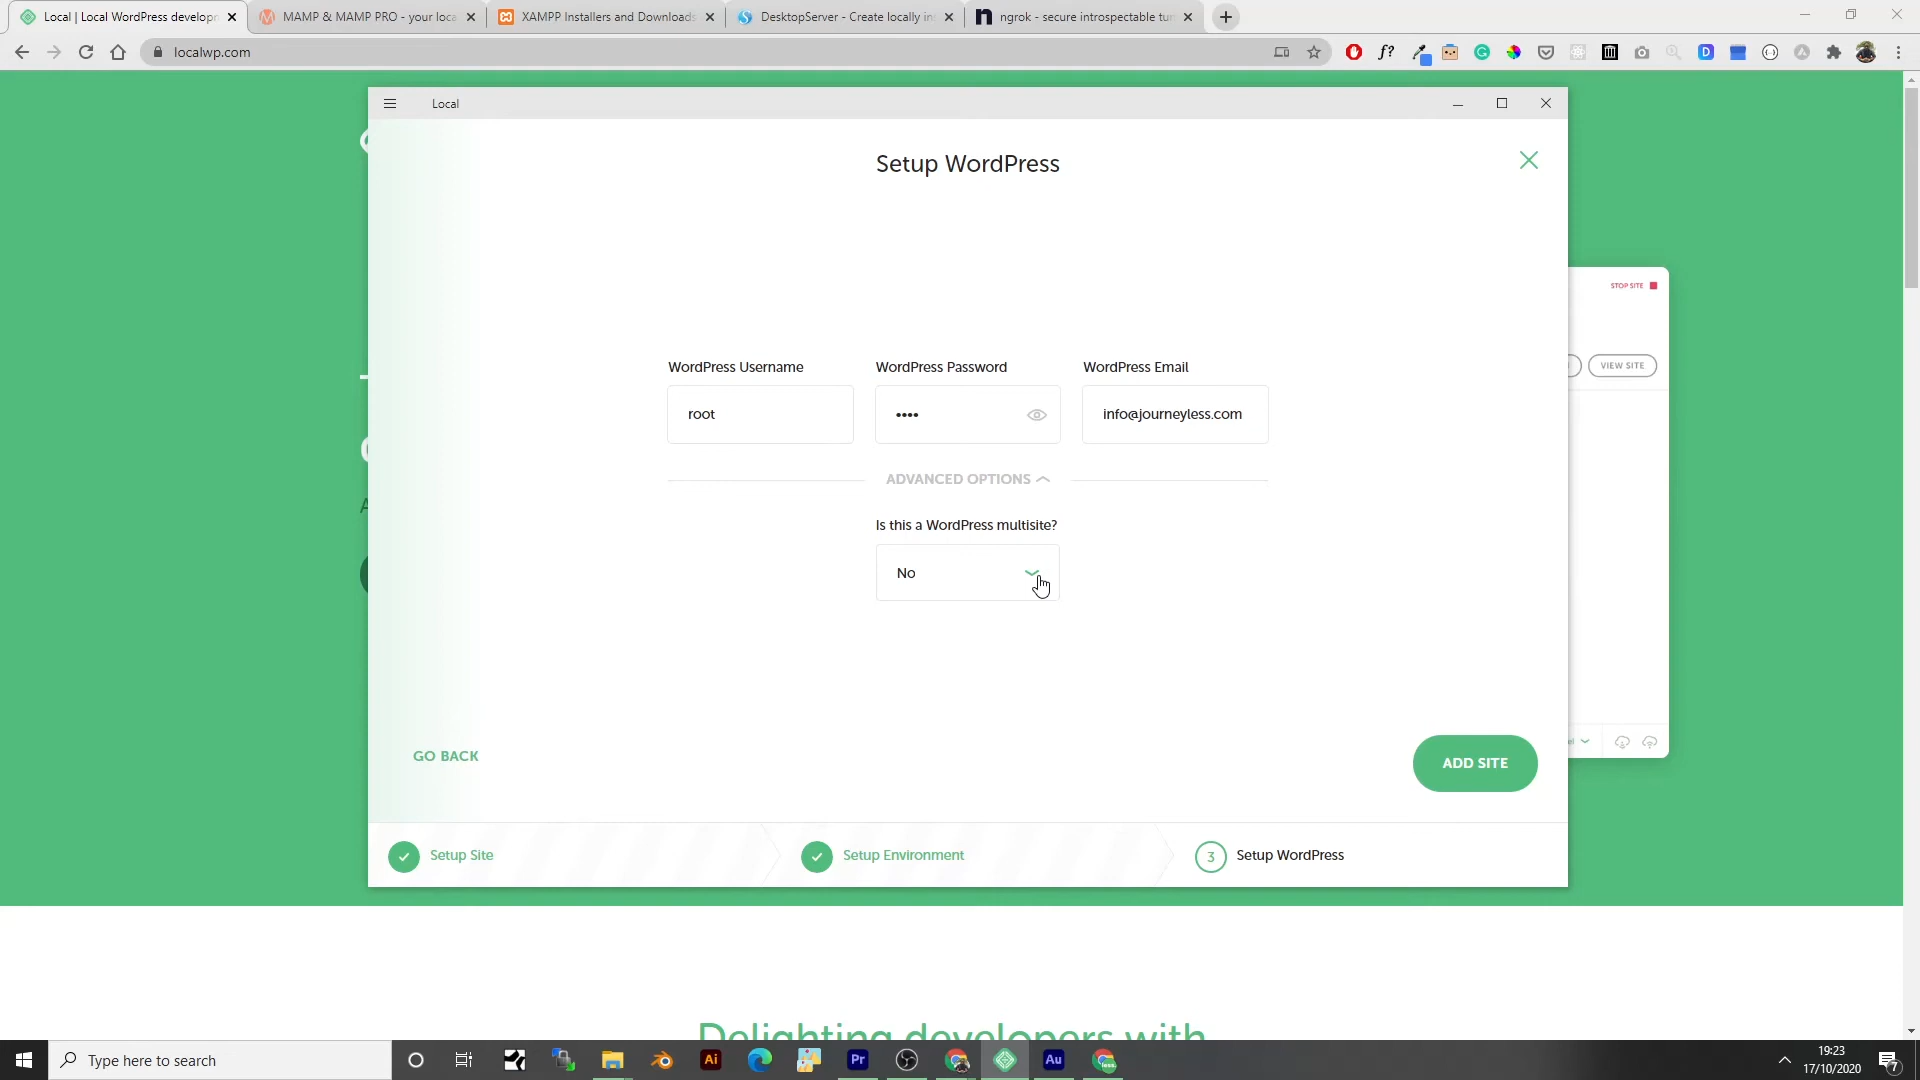 Local | Local WordPress developn
MAMP & MAMP PRO - your loca
XAMPP Installers and Downloads
DesktopServer - Create locally in
ngrok - secure introspectable tu
localwp.com
Local
Setup WordPress
STOP SITE
VIEW SITE
WordPress Username
WordPress Password
WordPress Email
root
••••
info@journeyless.com
ADVANCED OPTIONS
Is this a WordPress multisite?
No
GO BACK
ADD SITE
Setup Site
Setup Environment
3
Setup WordPress
Delighting developers with
Type here to search
19:23
17/10/2020